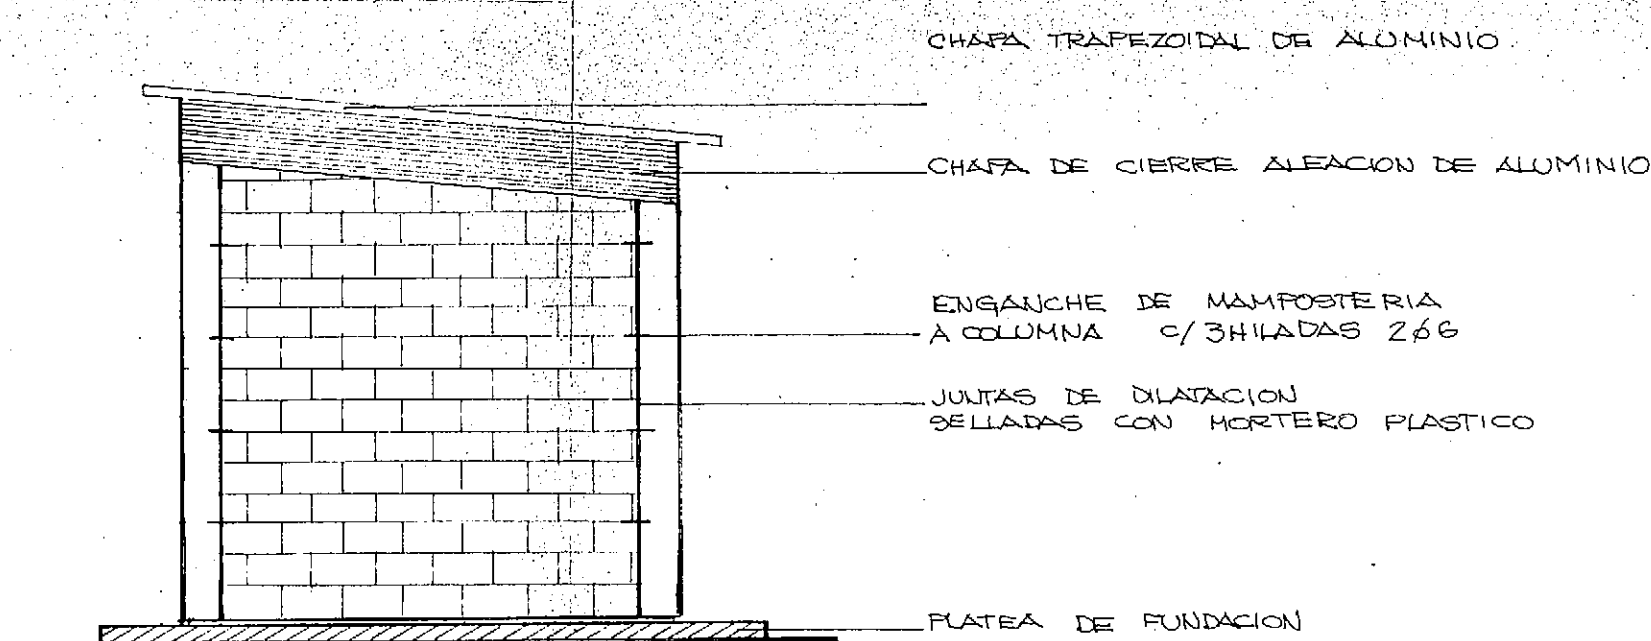 CHAPA TRAPEZOIDAL DE ALUMINIO
CHAPA DE CIERRE ALEACION DE ALUMINIO
ENGANCHE DE MAMPOSTERIA
A COLUMNA C/3HILADAS 2ø6
JUNTAS DE DILATACION
SELLADAS CON MORTERO PLASTICO
PLATEA DE FUNDACION